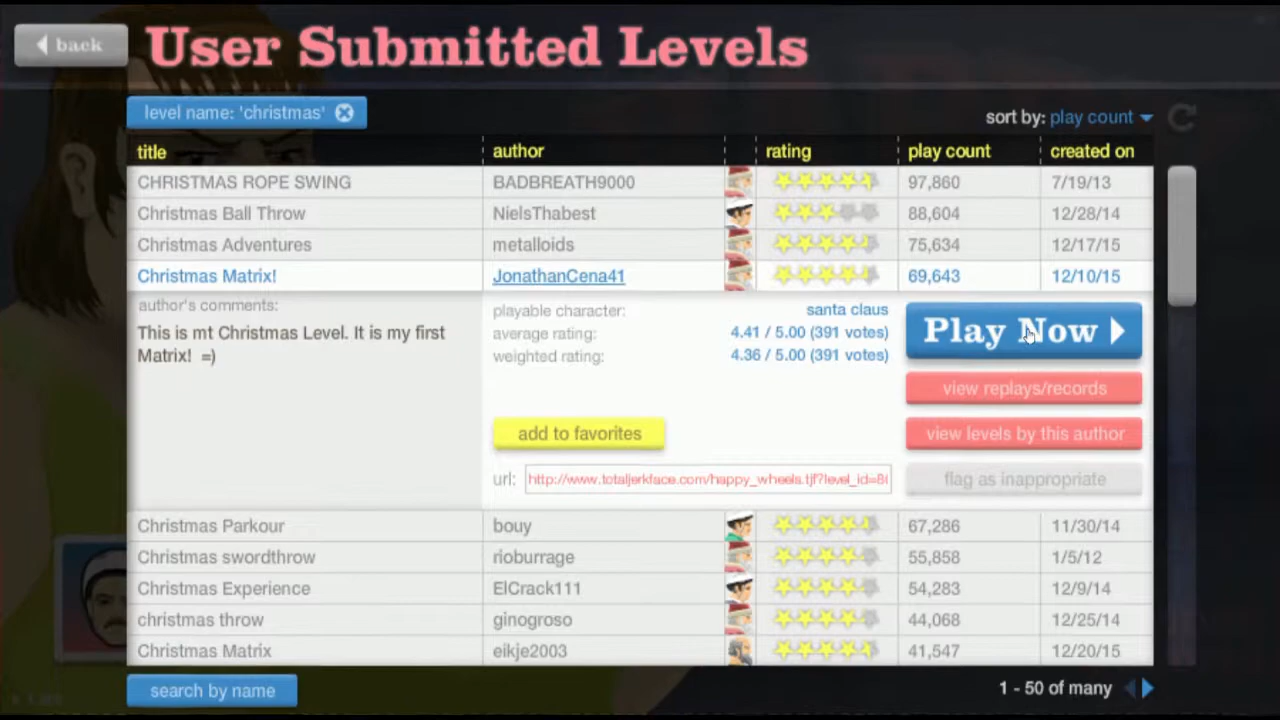 back
User Submitted Levels
level name: 'christmas'
sort by: play count
title author rating play count created on
CHRISTMAS ROPE SWING BADBREATH9000 97,860 7/19/13
Christmas Ball Throw NielsThabest 88,604 12/28/14
Christmas Adventures metalloids 75,634 12/17/15
Christmas Matrix! JonathanCena41 69,643 12/10/15
author's comments:
This is mt Christmas Level. It is my first
Matrix! =)
playable character: santa claus
average rating: 4.41 / 5.00 (391 votes)
weighted rating: 4.36 / 5.00 (391 votes)
Play Now
view replays/records
add to favorites
view levels by this author
url: http://www.totaljerkface.com/happy_wheels.tjf?level_id=8
flag as inappropriate
Christmas Parkour bouy 67,286 11/30/14
Christmas swordthrow rioburrage 55,858 1/5/12
Christmas Experience ElCrack111 54,283 12/9/14
christmas throw ginogroso 44,068 12/25/14
Christmas Matrix eikje2003 41,547 12/20/15
search by name
1 - 50 of many